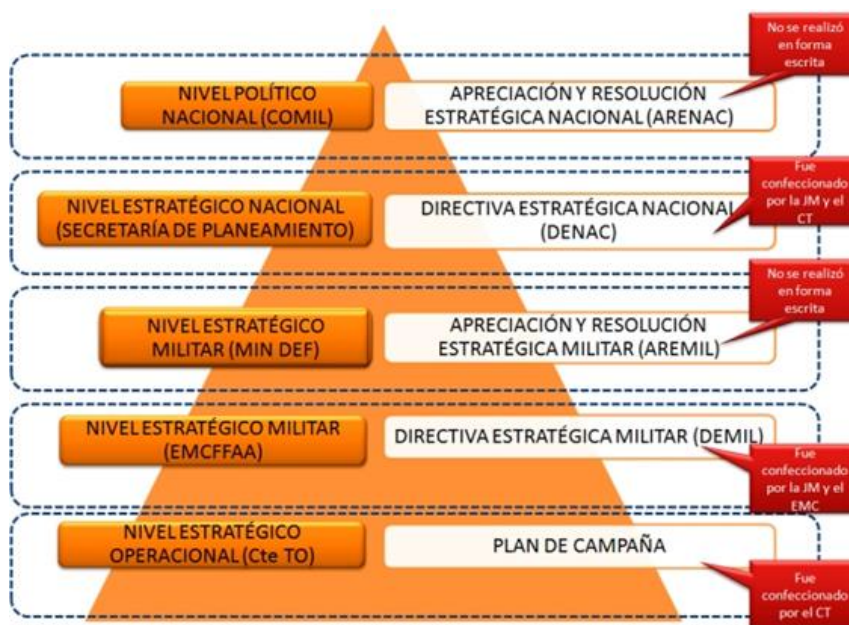 No se realizó
en forma
escrita
NIVEL POLÍTICO
NACIONAL (COMIL)
APRECIACIÓN Y RESOLUCIÓN
ESTRATÉGICA NACIONAL (ARENAC)
Fue
confeccionado
por la JM y el
CT
NIVEL ESTRATÉGICO NACIONAL
(SECRETARÍA DE PLANEAMIENTO)
DIRECTIVA ESTRATÉGICA NACIONAL
(DENAC)
No se realizó
en forma
escrita
NIVEL ESTRATÉGICO
MILITAR (MIN DEF)
APRECIACIÓN Y RESOLUCIÓN
ESTRATÉGICA MILITAR (AREMIL)
NIVEL ESTRATÉGICO MILITAR
(EMCFFAA)
DIRECTIVA ESTRATÉGICA MILITAR (DEMIL)
Fue
confeccionado
por la JM y el
EMC
NIVEL ESTRATÉGICO
OPERACIONAL (Cte TO)
PLAN DE CAMPAÑA
Fue
confeccionado
por el CT